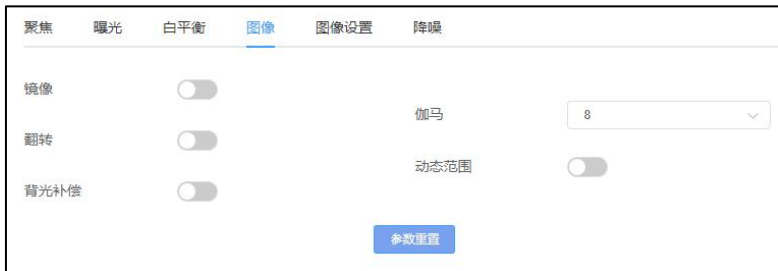 聚焦 曝光 白平衡 图像 图像设置 降噪
镜像
伽马 8
翻转
动态范围
背光补偿
参数重置